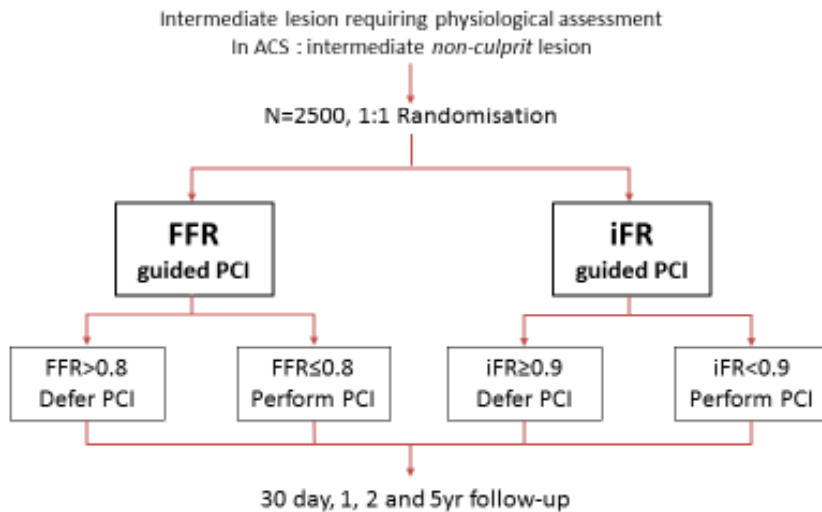 Intermediate lesion requiring physiological assessment
In ACS : intermediate non-culprit lesion
N=2500, 1:1 Randomisation
FFR
guided PCI
iFR
guided PCI
FFR>0.8
Defer PCI
FFR≤0.8
Perform PCI
iFR≥0.9
Defer PCI
iFR<0.9
Perform PCI
30 day, 1, 2 and 5yr follow-up